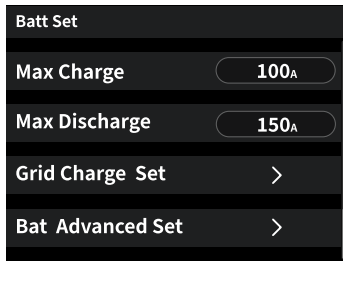 Batt Set
Max Charge 100A
Max Discharge 150A
Grid Charge Set >
Bat Advanced Set >